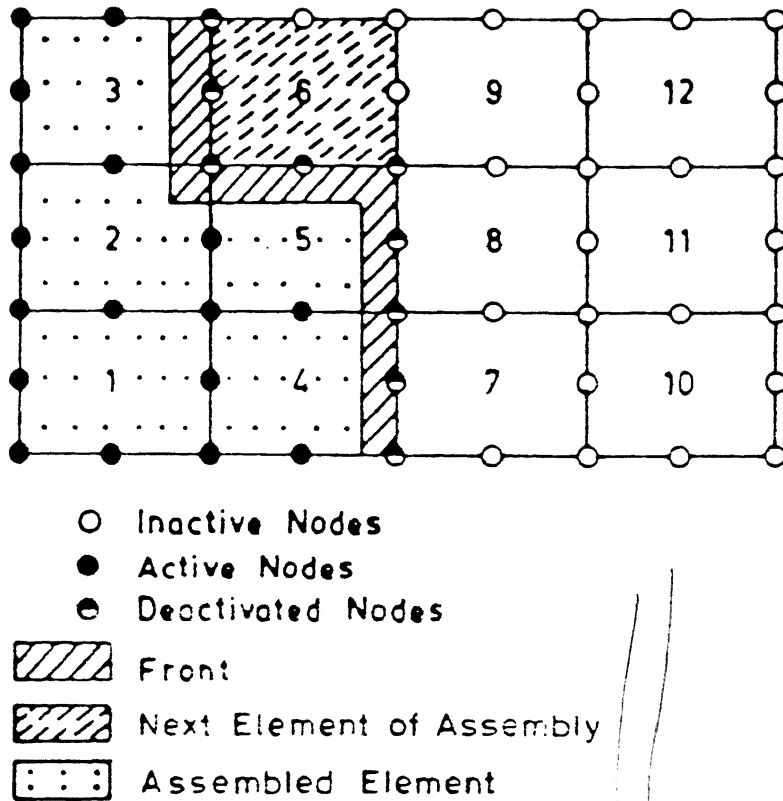 3 6 9 12
2 5 8 11
1 4 7 10
Inactive Nodes
Active Nodes
Deactivated Nodes
Front
Next Element of Assembly
Assembled Element